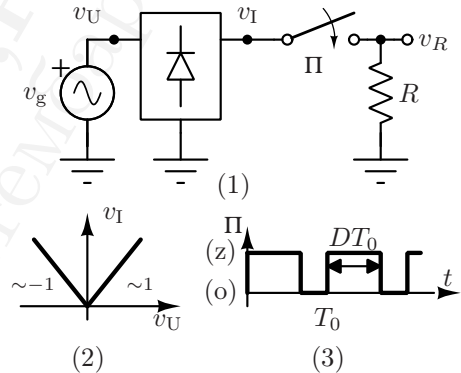 v_U v_I
v_g Π v_R
R
(1)
v_I
~-1 ~1
v_U
(2)
Π
(z) DT_0
(o) t
T_0
(3)